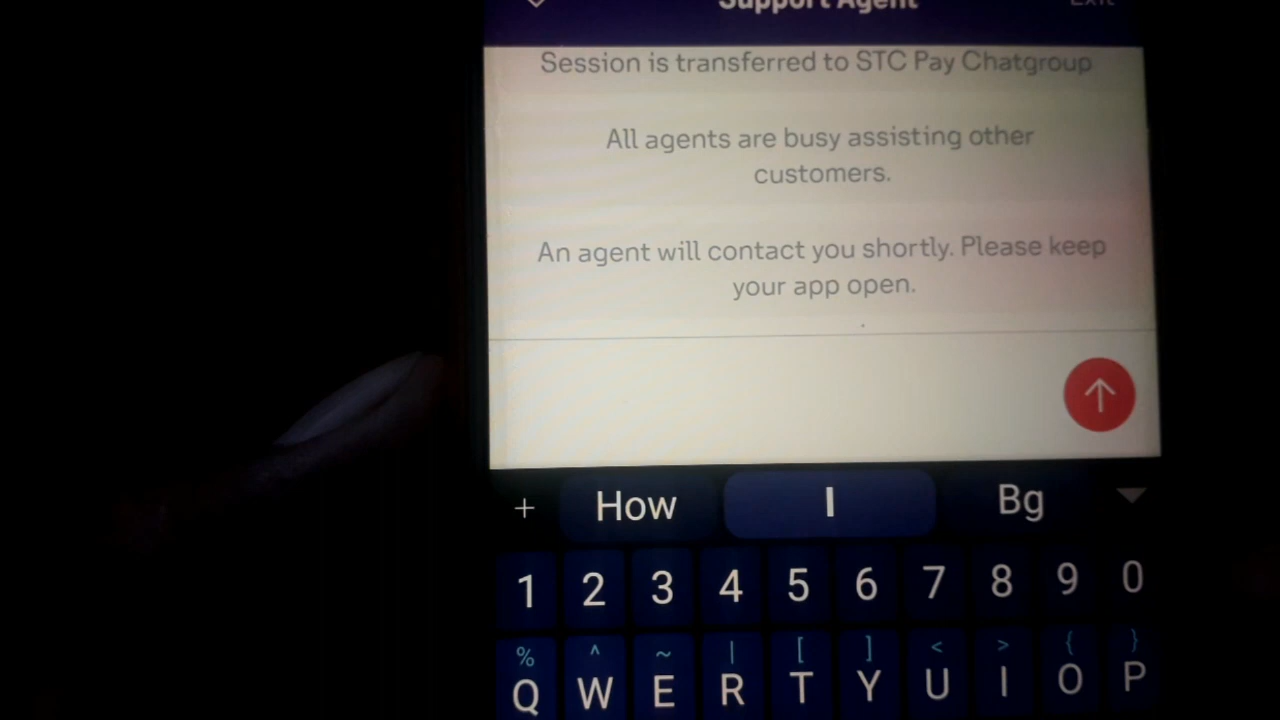 Support Agent Exit
Session is transferred to STC Pay Chatgroup
All agents are busy assisting other
customers.
An agent will contact you shortly. Please keep
your app open.
+ How I Bg
1 2 3 4 5 6 7 8 9 0
% ^ ~ | [ ] < > { }
Q W E R T Y U I O P